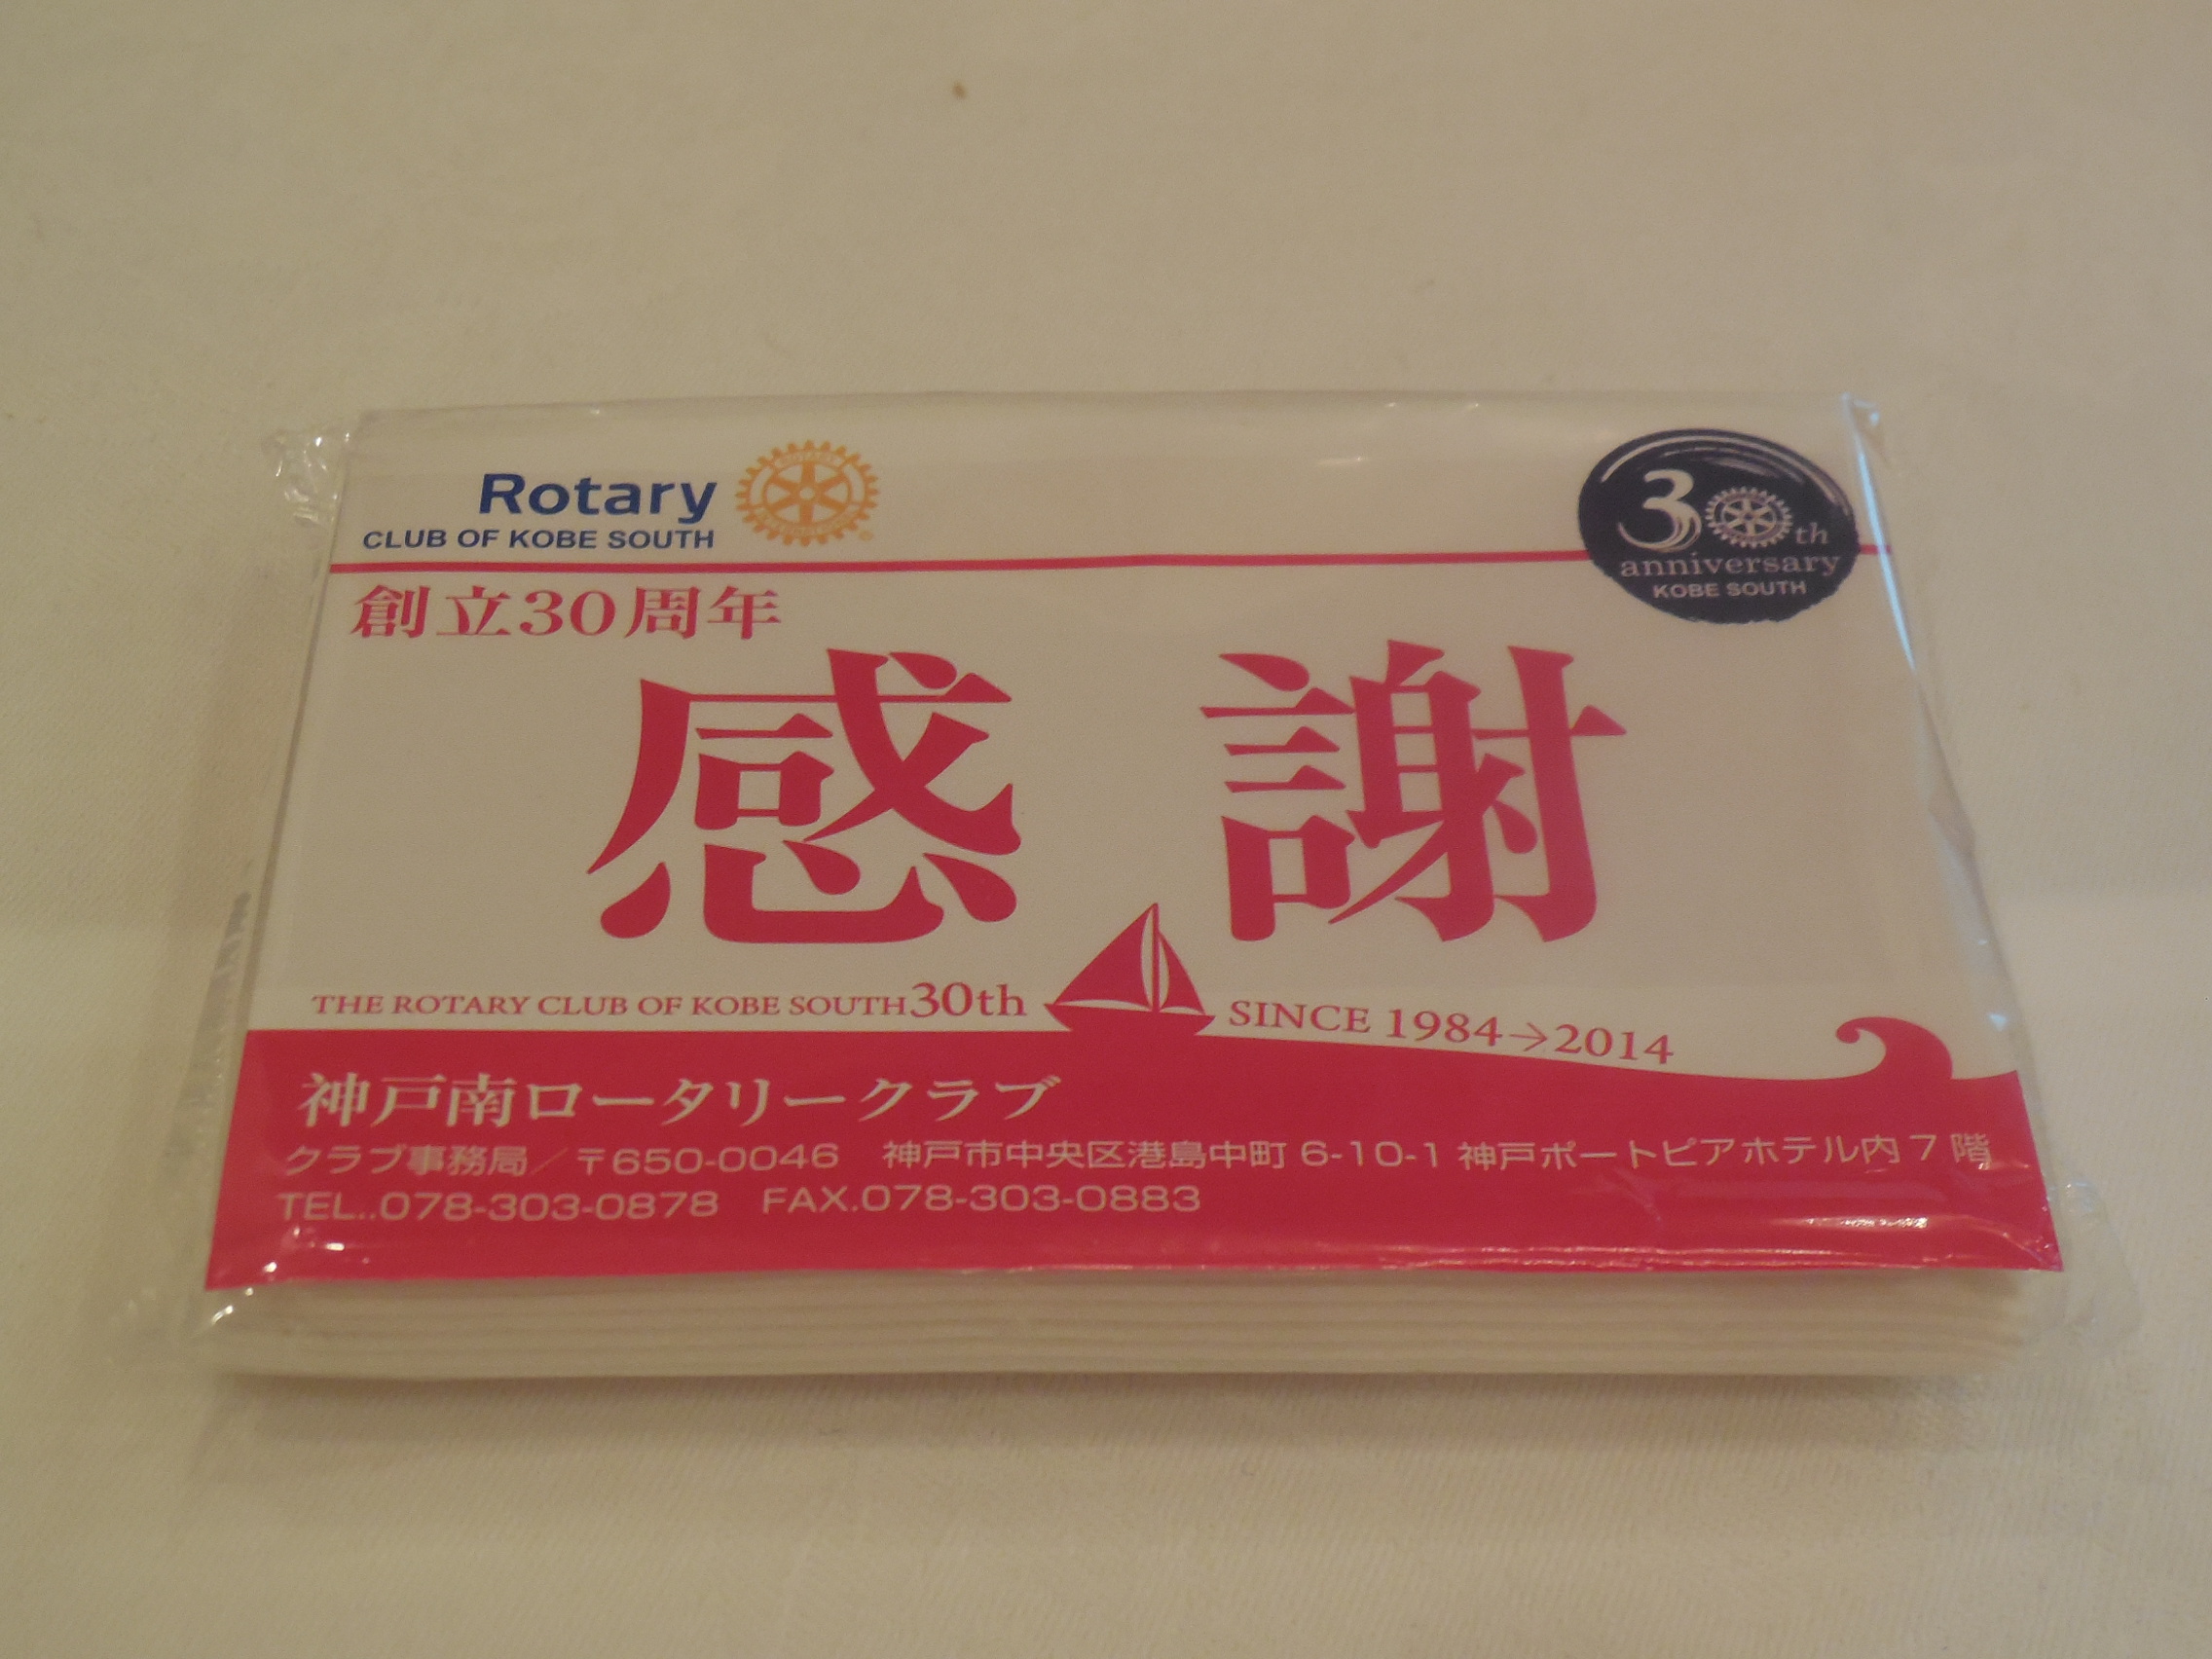 Rotary
CLUB OF KOBE SOUTH
30th
anniversary
KOBE SOUTH
創立30周年
感謝
THE ROTARY CLUB OF KOBE SOUTH 30th SINCE 1984→2014
神戸南ロータリークラブ
クラブ事務局／〒650-0046 神戸市中央区港島中町 6-10-1 神戸ポートピアホテル内 7 階
TEL..078-303-0878 FAX.078-303-0883